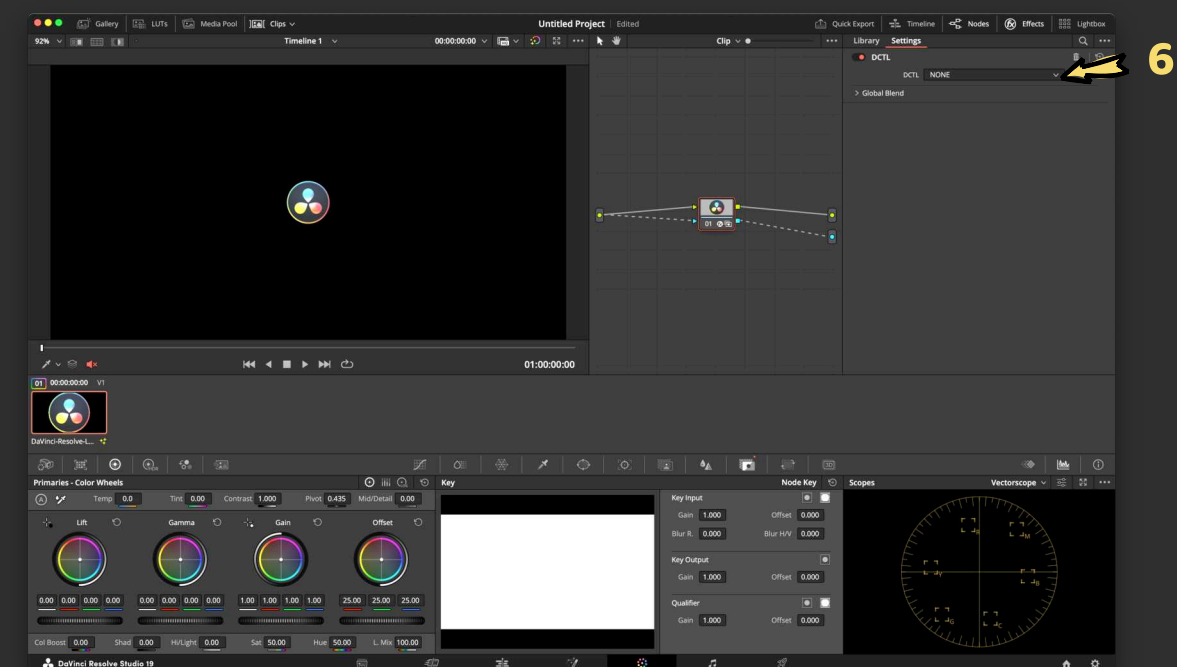 Gallery LUTs Media Pool Clips Untitled Project Edited Quick Export Timeline Nodes Effects Lightbox
92% Timeline 1 00:00:00:00 Clip Library Settings
6
DCTL
DCTL NONE
Global Blend
01
01:00:00:00
01 00:00:00:00 V1
DaVinci-Resolve-L...
3D
Primaries - Color Wheels Key Node Key Scopes Vectorscope
A Temp 0.0 Tint 0.00 Contrast 1.000 Pivot 0.435 Mid/Detail 0.00
Lift Gamma Gain Offset
0.00 0.00 0.00 0.00 0.00 0.00 0.00 0.00 1.00 1.00 1.00 1.00 25.00 25.00 25.00
Col Boost 0.00 Shad 0.00 Hi/Light 0.00 Sat 50.00 Hue 50.00 L. Mix 100.00
Key Input
Gain 1.000 Offset 0.000
Blur R. 0.000 Blur H/V 0.000
Key Output
Gain 1.000 Offset 0.000
Qualifier
Gain 1.000 Offset 0.000
R M
Y B
G C
DaVinci Resolve Studio 19